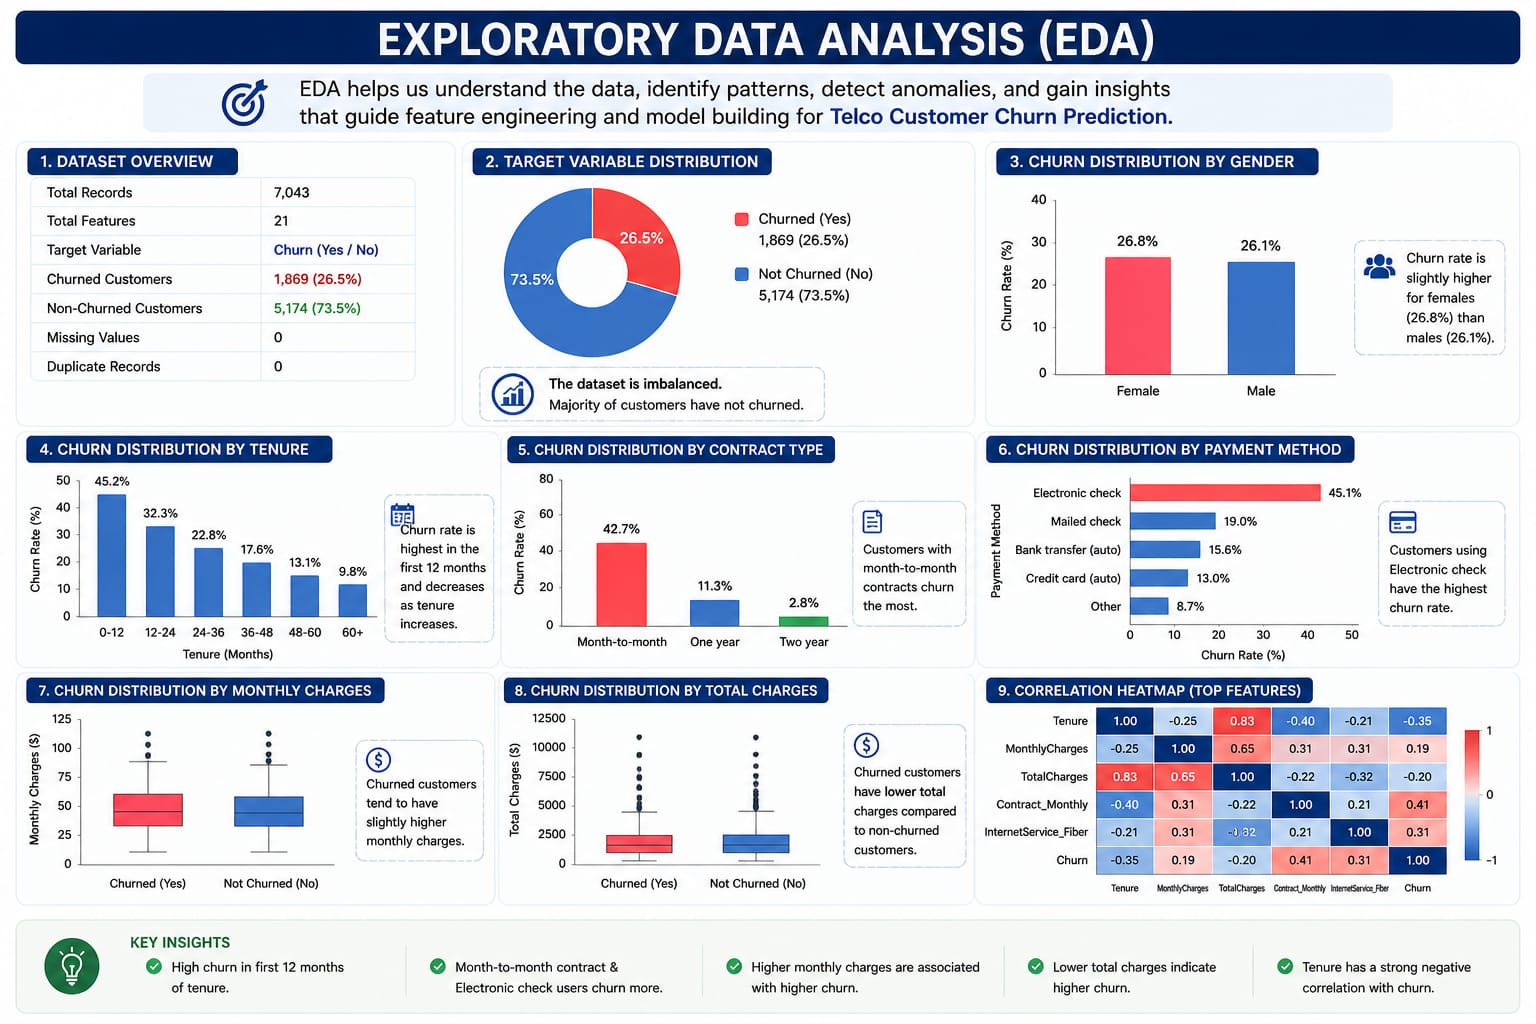 EXPLORATORY DATA ANALYSIS (EDA)
EDA helps us understand the data, identify patterns, detect anomalies, and gain insights
that guide feature engineering and model building for Telco Customer Churn Prediction.
1. DATASET OVERVIEW
Total Records 7,043
Total Features 21
Target Variable Churn (Yes / No)
Churned Customers 1,869 (26.5%)
Non-Churned Customers 5,174 (73.5%)
Missing Values 0
Duplicate Records 0
2. TARGET VARIABLE DISTRIBUTION
26.5%
73.5%
Churned (Yes)
1,869 (26.5%)
Not Churned (No)
5,174 (73.5%)
The dataset is imbalanced.
Majority of customers have not churned.
3. CHURN DISTRIBUTION BY GENDER
Churn Rate (%)
40
30
20
10
0
26.8%
26.1%
Female
Male
Churn rate is
slightly higher
for females
(26.8%) than
males (26.1%).
4. CHURN DISTRIBUTION BY TENURE
Churn Rate (%)
50
40
30
20
10
0
45.2%
32.3%
22.8%
17.6%
13.1%
9.8%
0-12 12-24 24-36 36-48 48-60 60+
Tenure (Months)
Churn rate is
highest in the
first 12 months
and decreases
as tenure
increases.
5. CHURN DISTRIBUTION BY CONTRACT TYPE
Churn Rate (%)
80
60
40
20
0
42.7%
11.3%
2.8%
Month-to-month One year Two year
Customers with
month-to-month
contracts churn
the most.
6. CHURN DISTRIBUTION BY PAYMENT METHOD
Payment Method
Electronic check 45.1%
Mailed check 19.0%
Bank transfer (auto) 15.6%
Credit card (auto) 13.0%
Other 8.7%
0 10 20 30 40 50
Churn Rate (%)
Customers using
Electronic check
have the highest
churn rate.
7. CHURN DISTRIBUTION BY MONTHLY CHARGES
Monthly Charges ($)
125
100
75
50
25
0
Churned (Yes) Not Churned (No)
Churned customers
tend to have
slightly higher
monthly charges.
8. CHURN DISTRIBUTION BY TOTAL CHARGES
Total Charges ($)
12500
10000
7500
5000
2500
0
Churned (Yes) Not Churned (No)
Churned customers
have lower total
charges compared
to non-churned
customers.
9. CORRELATION HEATMAP (TOP FEATURES)
Tenure 1.00 -0.25 0.83 -0.40 -0.21 -0.35
MonthlyCharges -0.25 1.00 0.65 0.31 0.31 0.19
TotalCharges 0.83 0.65 1.00 -0.22 -0.32 -0.20
Contract_Monthly -0.40 0.31 -0.22 1.00 0.21 0.41
InternetService_Fiber -0.21 0.31 0.21 1.00 0.31
Churn -0.35 0.19 -0.20 0.41 0.31 1.00
Tenure MonthlyCharges TotalCharges Contract_Monthly InternetService_Fiber Churn
1
0
-1
KEY INSIGHTS
High churn in first 12 months
of tenure.
Month-to-month contract &
Electronic check users churn more.
Higher monthly charges are associated
with higher churn.
Lower total charges indicate
higher churn.
Tenure has a strong negative
correlation with churn.